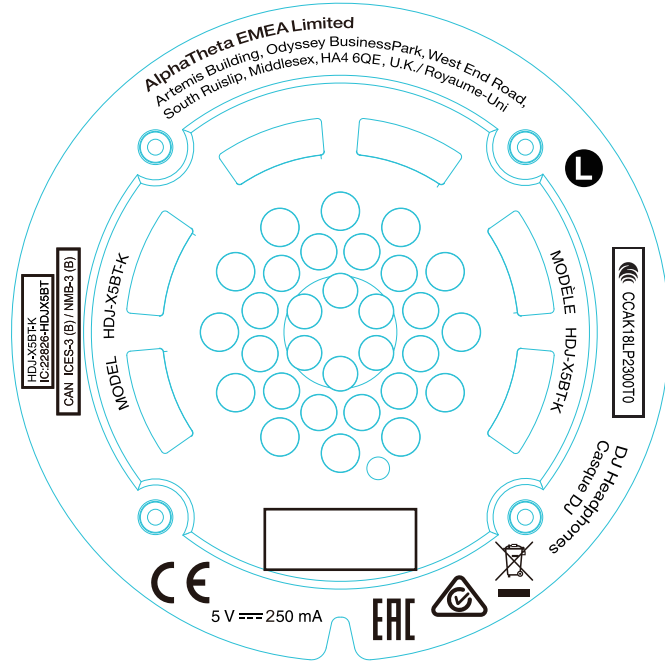 AlphaTheta EMEA Limited
Artemis Building, Odyssey BusinessPark, West End Road,
South Ruislip, Middlesex, HA4 6QE, U.K./ Royaume-Uni
L
HDJ-X5BT-K
IC:22826-HDJX5BT
CAN ICES-3 (B) / NMB-3 (B)
MODEL HDJ-X5BT-K
MODÈLE HDJ-X5BT-K
CCAK18LP2300T0
DJ Headphones
Casque DJ
CE
5 V ⎓ 250 mA
EAC